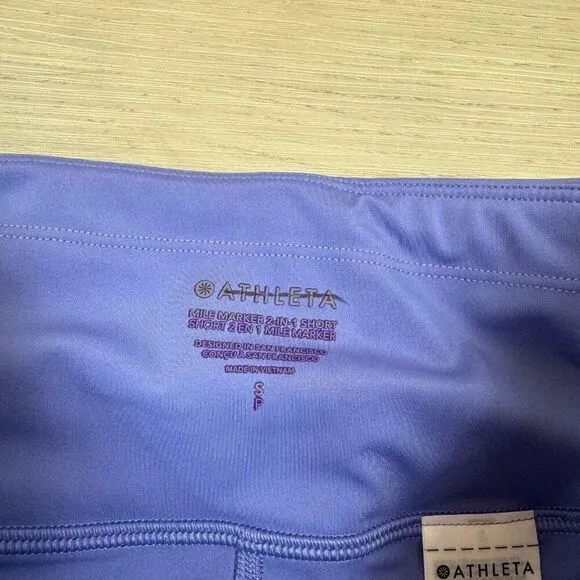 ATHLETA
MILE MARKER 2-IN-1 SHORT
SHORT 2 EN 1 MILE MARKER
DESIGNED IN SAN FRANCISCO
CONÇU À SAN FRANCISCO
MADE IN VIETNAM
S
P
ATHLETA